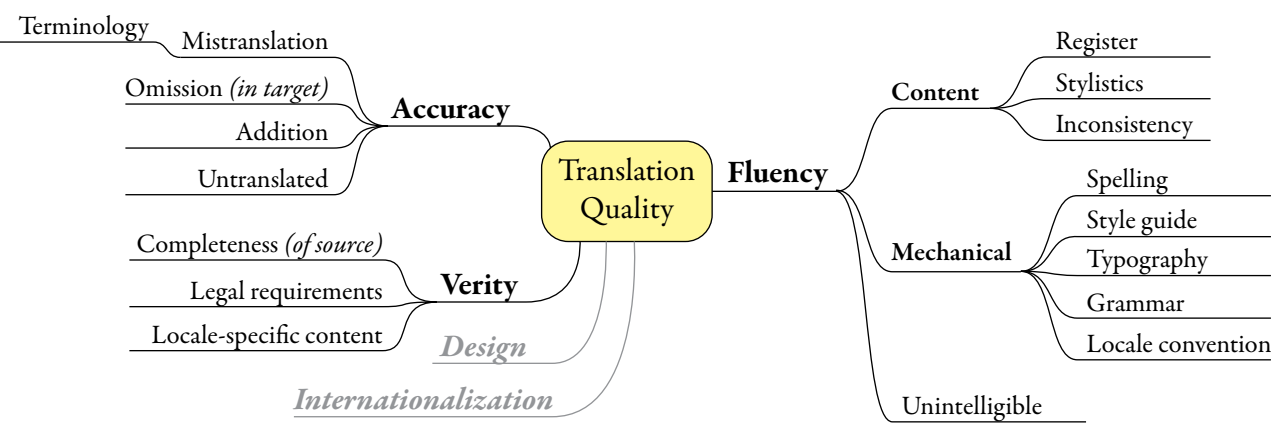 Terminology
Mistranslation
Omission (in target)
Accuracy
Addition
Untranslated
Completeness (of source)
Verity
Legal requirements
Locale-specific content
Design
Internationalization
Translation
Quality
Fluency
Content
Register
Stylistics
Inconsistency
Mechanical
Spelling
Style guide
Typography
Grammar
Locale convention
Unintelligible